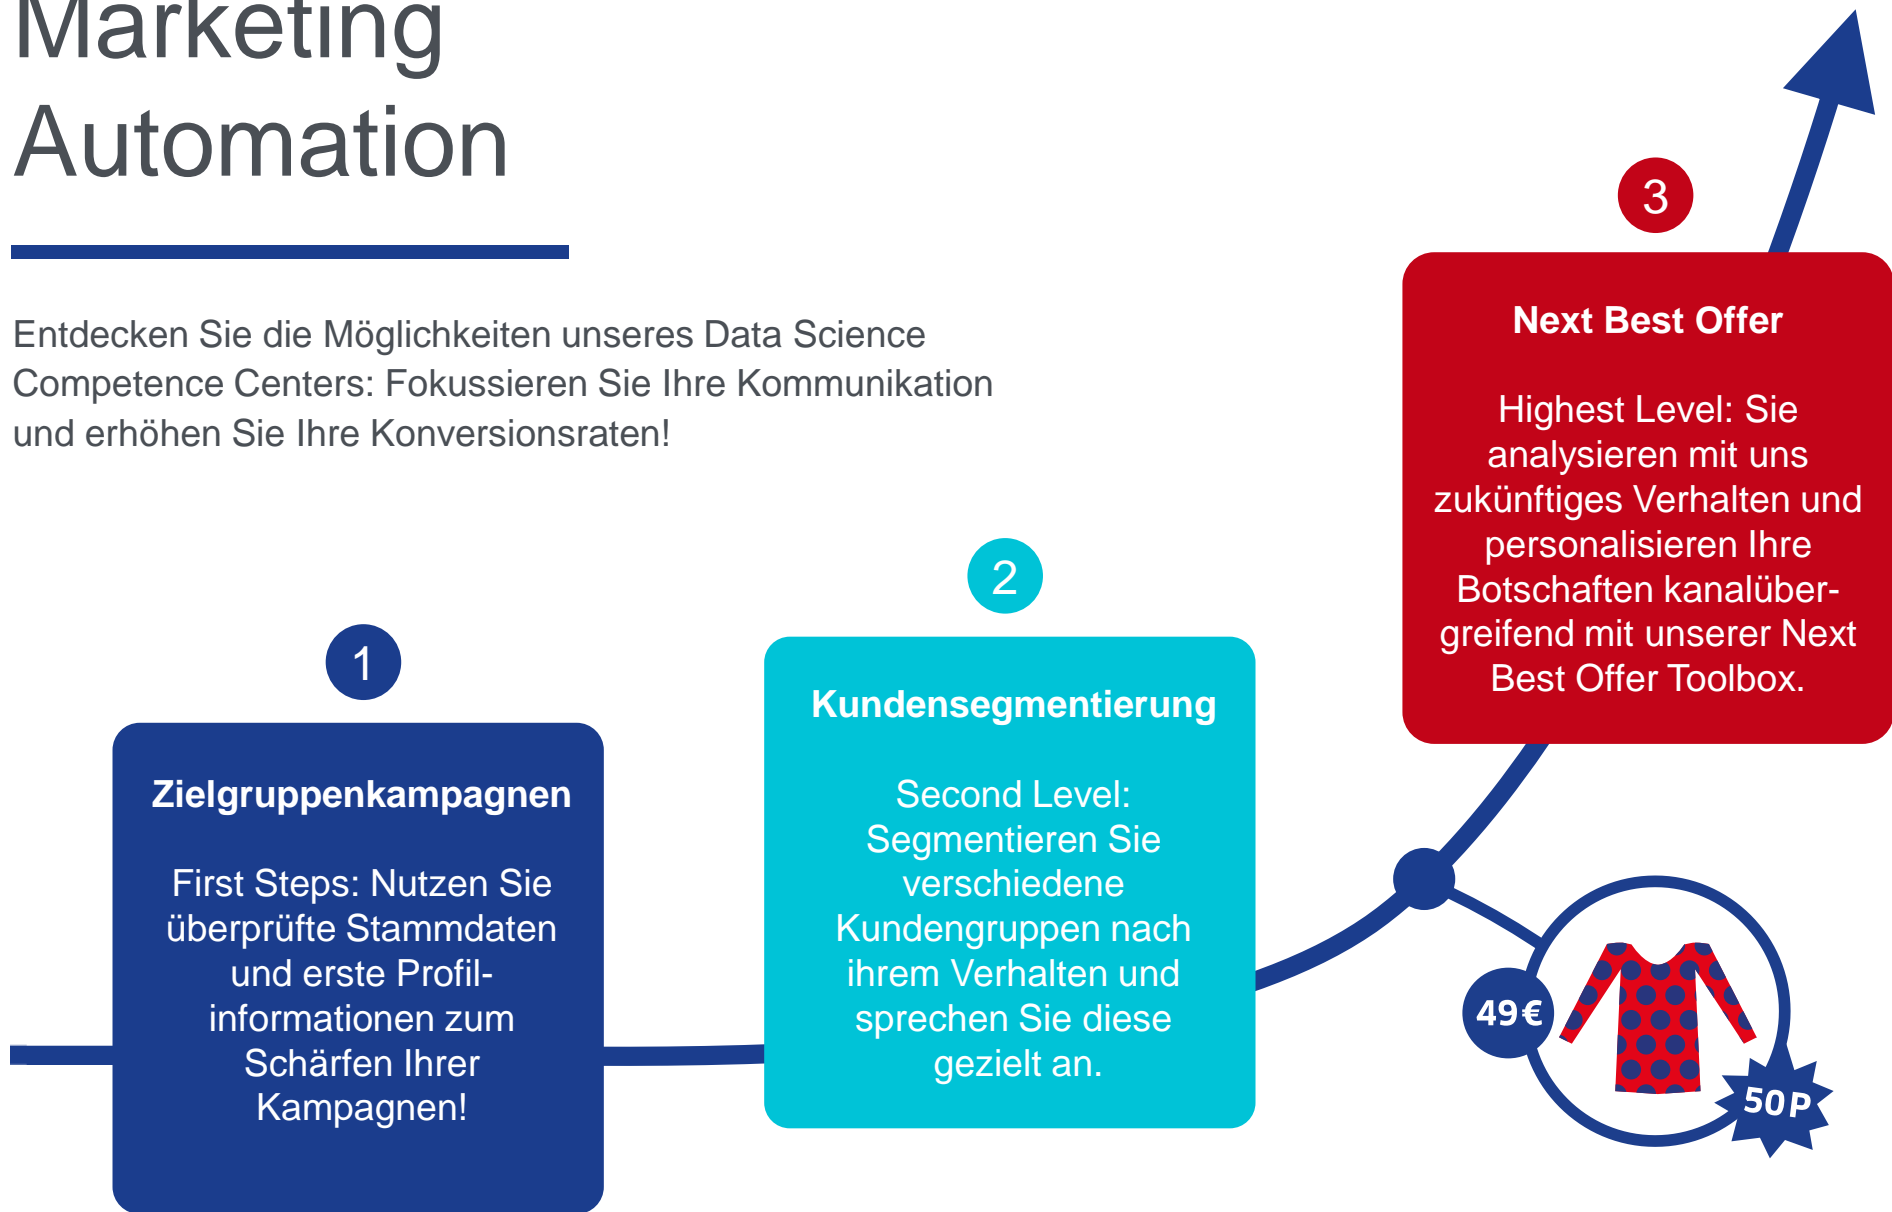 Marketing
Automation
Entdecken Sie die Möglichkeiten unseres Data Science
Competence Centers: Fokussieren Sie Ihre Kommunikation
und erhöhen Sie Ihre Konversionsraten!
1
Zielgruppenkampagnen
First Steps: Nutzen Sie
überprüfte Stammdaten
und erste Profil-
informationen zum
Schärfen Ihrer
Kampagnen!
2
Kundensegmentierung
Second Level:
Segmentieren Sie
verschiedene
Kundengruppen nach
ihrem Verhalten und
sprechen Sie diese
gezielt an.
3
Next Best Offer
Highest Level: Sie
analysieren mit uns
zukünftiges Verhalten und
personalisieren Ihre
Botschaften kanalüber-
greifend mit unserer Next
Best Offer Toolbox.
49€
50P